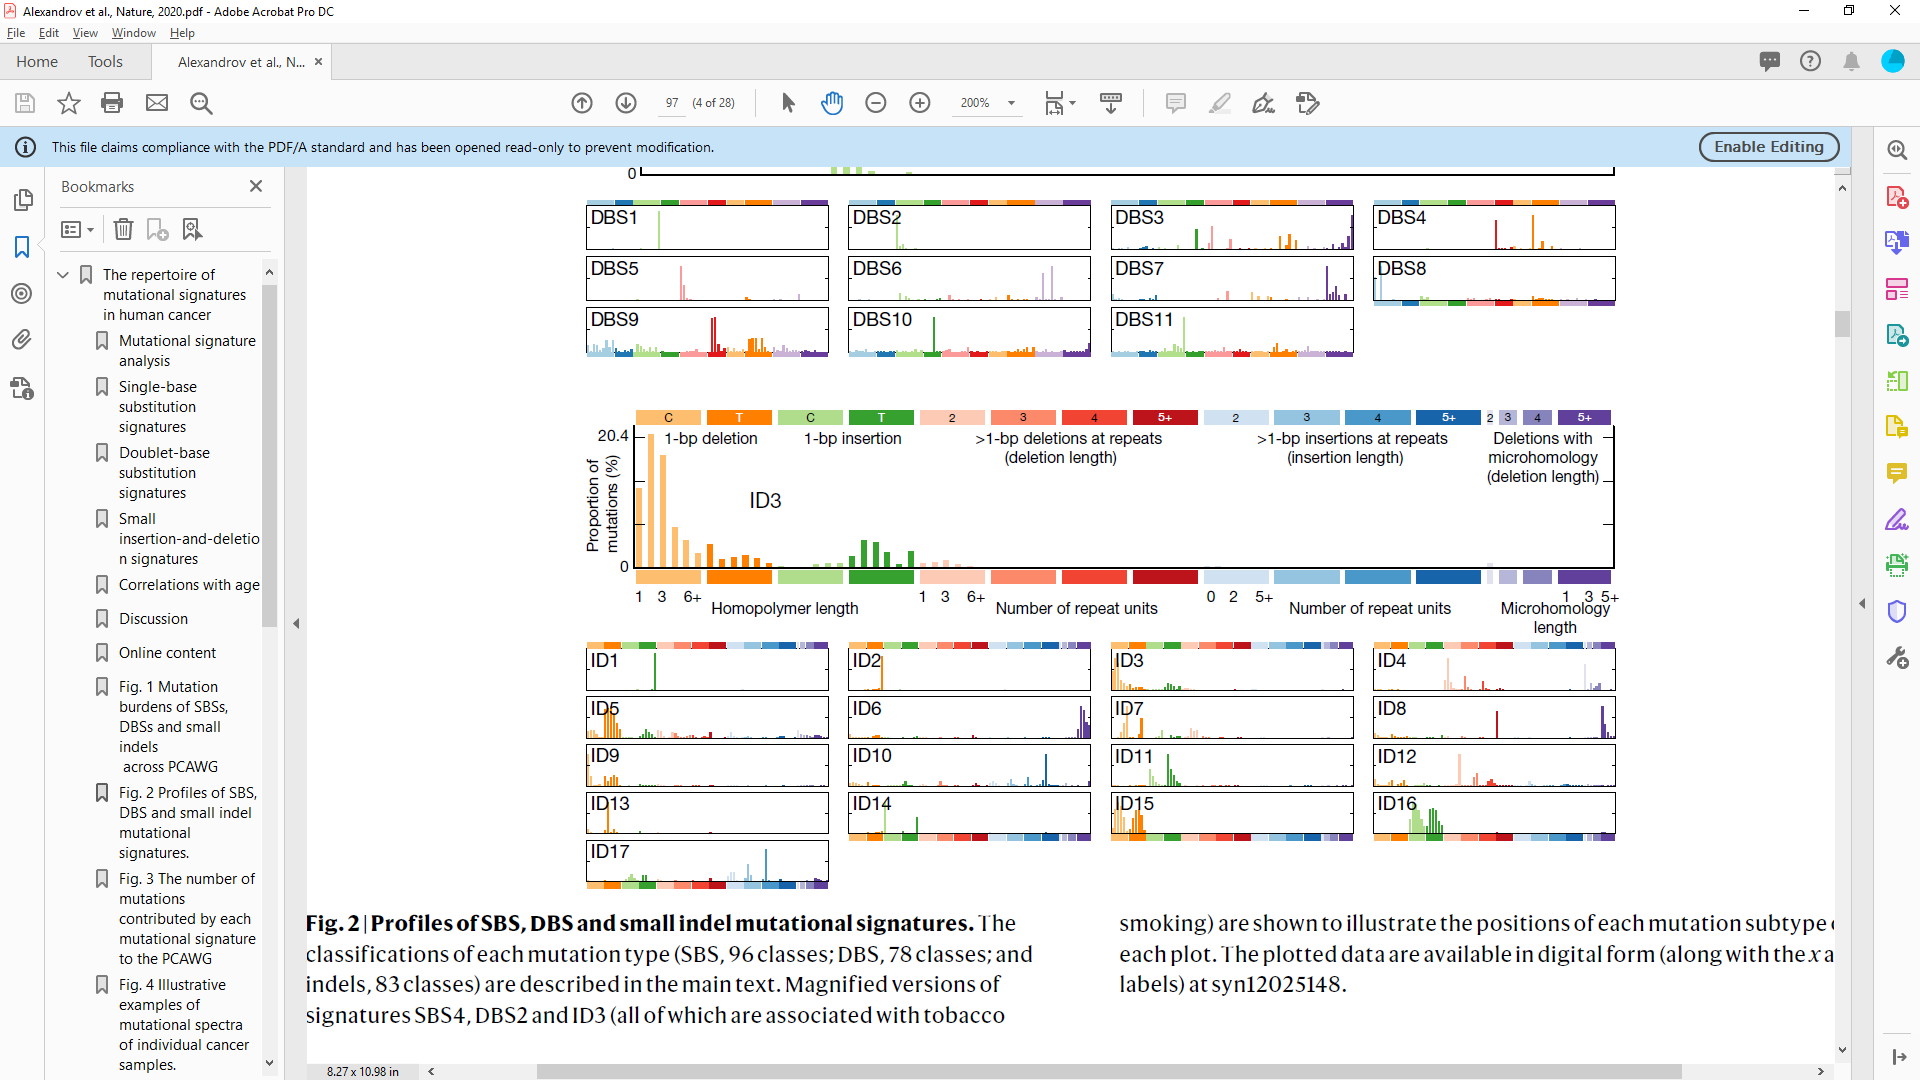 Alexandrov et al., Nature, 2020.pdf - Adobe Acrobat Pro DC
File Edit View Window Help
Home Tools Alexandrov et al., N... ×
97 (4 of 28) 200%
This file claims compliance with the PDF/A standard and has been opened read-only to prevent modification. Enable Editing
Bookmarks
The repertoire of
mutational signatures
in human cancer
Mutational signature
analysis
Single-base
substitution
signatures
Doublet-base
substitution
signatures
Small
insertion-and-deletio
n signatures
Correlations with age
Discussion
Online content
Fig. 1 Mutation
burdens of SBSs,
DBSs and small
indels
across PCAWG
Fig. 2 Profiles of SBS,
DBS and small indel
mutational
signatures.
Fig. 3 The number of
mutations
contributed by each
mutational signature
to the PCAWG
Fig. 4 Illustrative
examples of
mutational spectra
of individual cancer
samples.
0
DBS1 DBS2 DBS3 DBS4
DBS5 DBS6 DBS7 DBS8
DBS9 DBS10 DBS11
C T C T 2 3 4 5+ 2 3 4 5+ 2 3 4 5+
20.4 1-bp deletion 1-bp insertion >1-bp deletions at repeats >1-bp insertions at repeats Deletions with
(deletion length) (insertion length) microhomology
(deletion length)
Proportion of
mutations (%)
ID3
0
1 3 6+ 1 3 6+ 0 2 5+ 1 3 5+
Homopolymer length Number of repeat units Number of repeat units Microhomology
length
ID1 ID2 ID3 ID4
ID5 ID6 ID7 ID8
ID9 ID10 ID11 ID12
ID13 ID14 ID15 ID16
ID17
Fig. 2 | Profiles of SBS, DBS and small indel mutational signatures. The
classifications of each mutation type (SBS, 96 classes; DBS, 78 classes; and
indels, 83 classes) are described in the main text. Magnified versions of
signatures SBS4, DBS2 and ID3 (all of which are associated with tobacco
smoking) are shown to illustrate the positions of each mutation subtype
each plot. The plotted data are available in digital form (along with the x a
labels) at syn12025148.
8.27 x 10.98 in